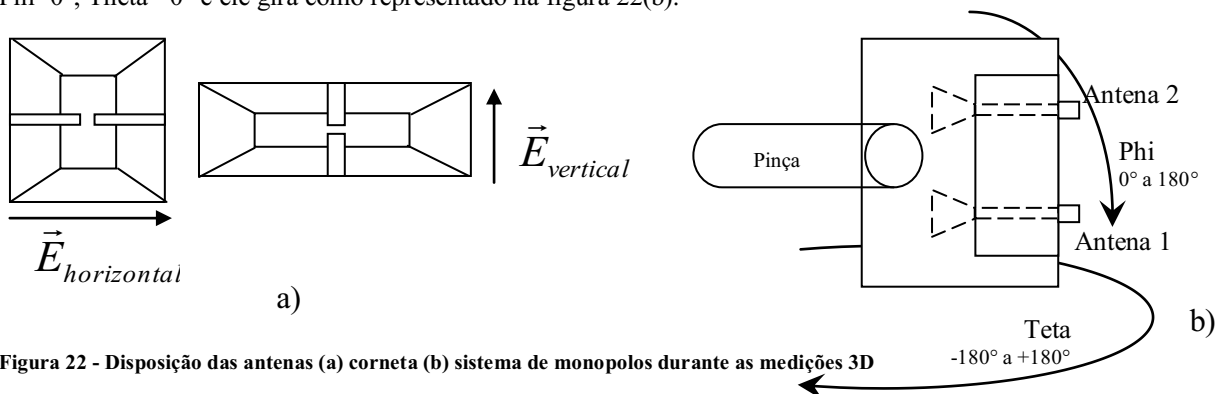 Phi=0°, Theta= 0° e ele gira como representado na figura 22(b).
E⃗ horizontal
E⃗ vertical
a)
Pinça
Antena 2
Phi
0° a 180°
Antena 1
Teta
-180° a +180°
b)
Figura 22 - Disposição das antenas (a) corneta (b) sistema de monopolos durante as medições 3D